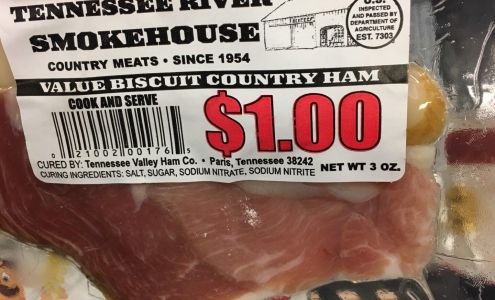 TENNESSEE RIVER
SMOKEHOUSE
COUNTRY MEATS • SINCE 1954
U.S.
INSPECTED
AND PASSED BY
DEPARTMENT OF
AGRICULTURE
EST. 7303
VALUE BISCUIT COUNTRY HAM
COOK AND SERVE
$1.00
0 21002 00176 5
CURED BY: Tennessee Valley Ham Co. • Paris, Tennessee 38242
NET WT 3 OZ.
CURING INGREDIENTS: SALT, SUGAR, SODIUM NITRATE, SODIUM NITRITE